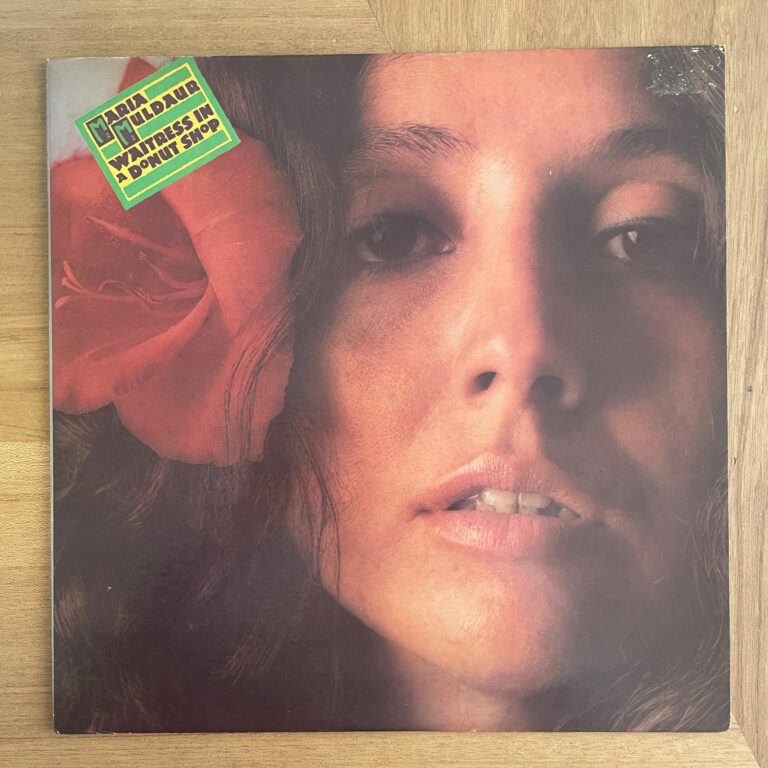 MARIA
MULDAUR
WAITRESS IN
A DONUT SHOP